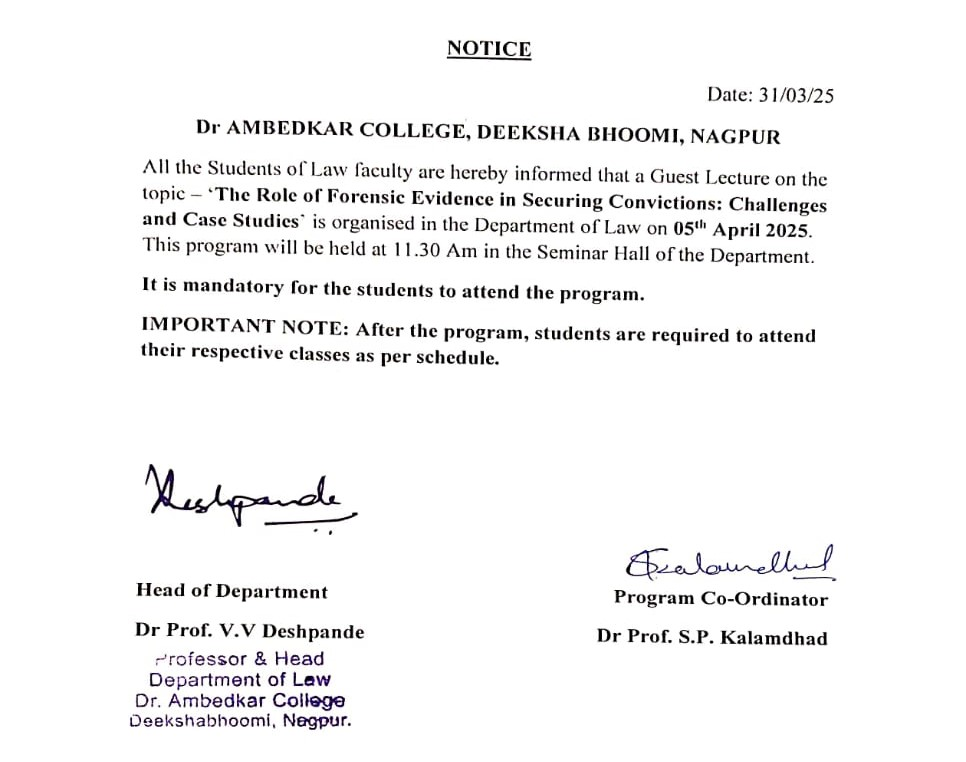 NOTICE
Date: 31/03/25
Dr AMBEDKAR COLLEGE, DEEKSHA BHOOMI, NAGPUR
All the Students of Law faculty are hereby informed that a Guest Lecture on the
topic – ‘The Role of Forensic Evidence in Securing Convictions: Challenges
and Case Studies’ is organised in the Department of Law on 05th April 2025.
This program will be held at 11.30 Am in the Seminar Hall of the Department.
It is mandatory for the students to attend the program.
IMPORTANT NOTE: After the program, students are required to attend
their respective classes as per schedule.
Deshpande
Kalamdhad
Head of Department
Program Co-Ordinator
Dr Prof. V.V Deshpande
Dr Prof. S.P. Kalamdhad
Professor & Head
Department of Law
Dr. Ambedkar College
Deekshabhoomi, Nagpur.